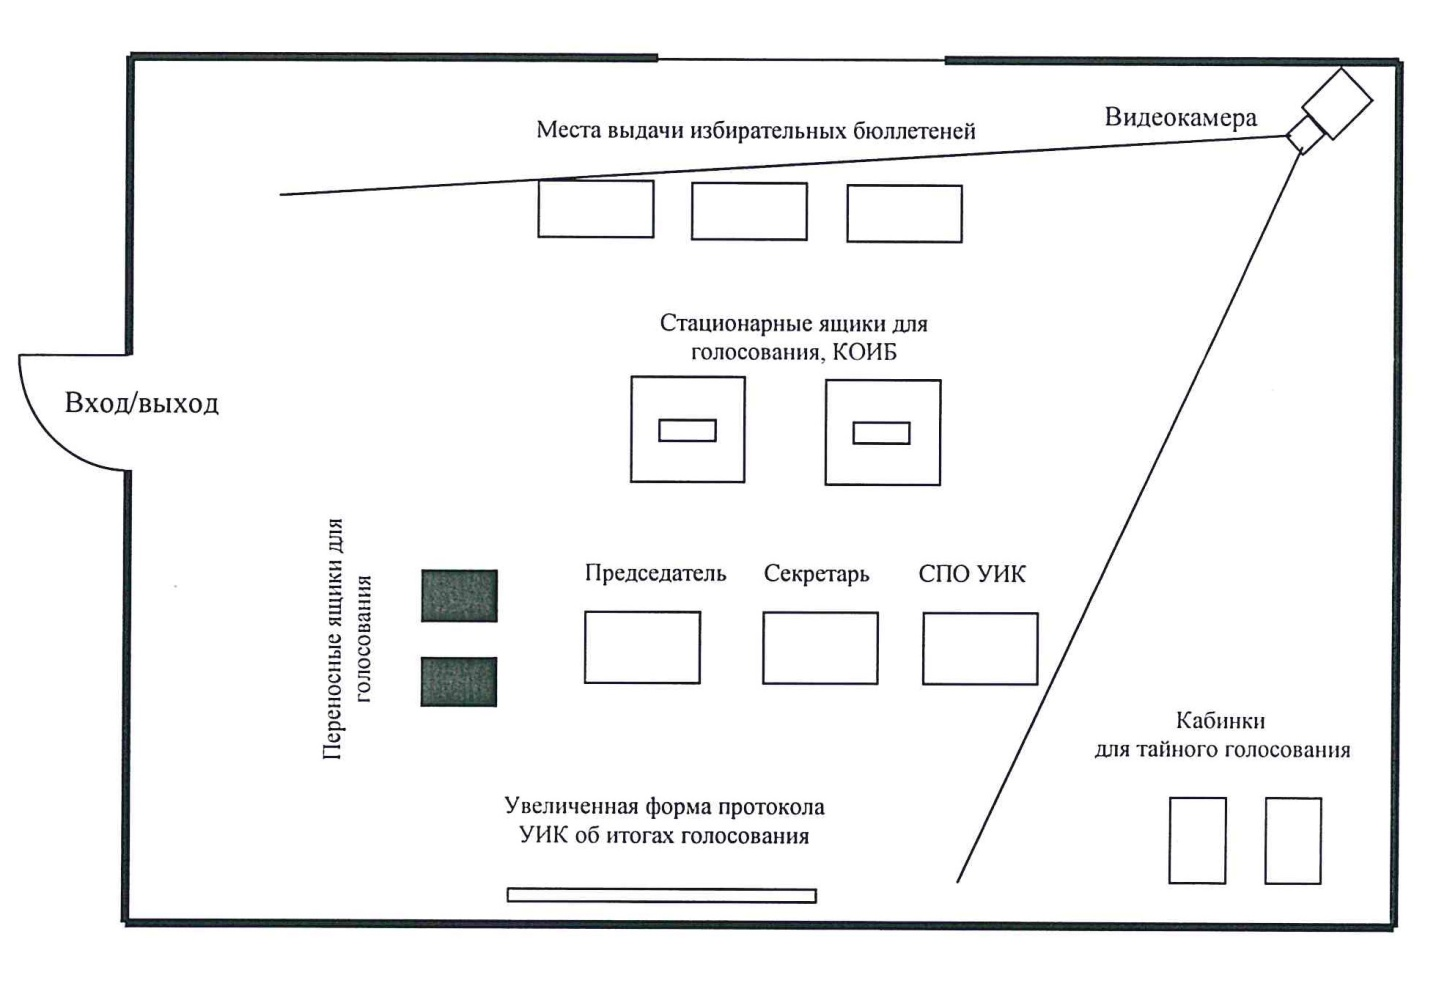 Видеокамера
Места выдачи избирательных бюллетеней
Стационарные ящики для
голосования, КОИБ
Вход/выход
Переносные ящики для
голосования
Председатель
Секретарь
СПО УИК
Кабинки
для тайного голосования
Увеличенная форма протокола
УИК об итогах голосования